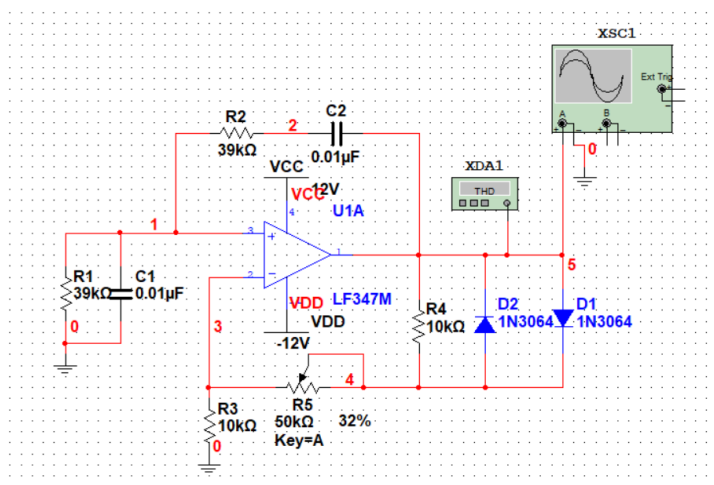 XSC1
Ext Trig
+
-
A
B
+ - + -
0
R2
39kΩ
2
C2
0.01µF
XDA1
THD
VCC
12V
VCC
4
U1A
1
3
+
1
2
-
5
R1
39kΩ
C1
0.01µF
0
VDD
LF347M
VDD
-12V
3
R4
10kΩ
D2
1N3064
D1
1N3064
4
R3
10kΩ
0
R5
50kΩ
32%
Key=A